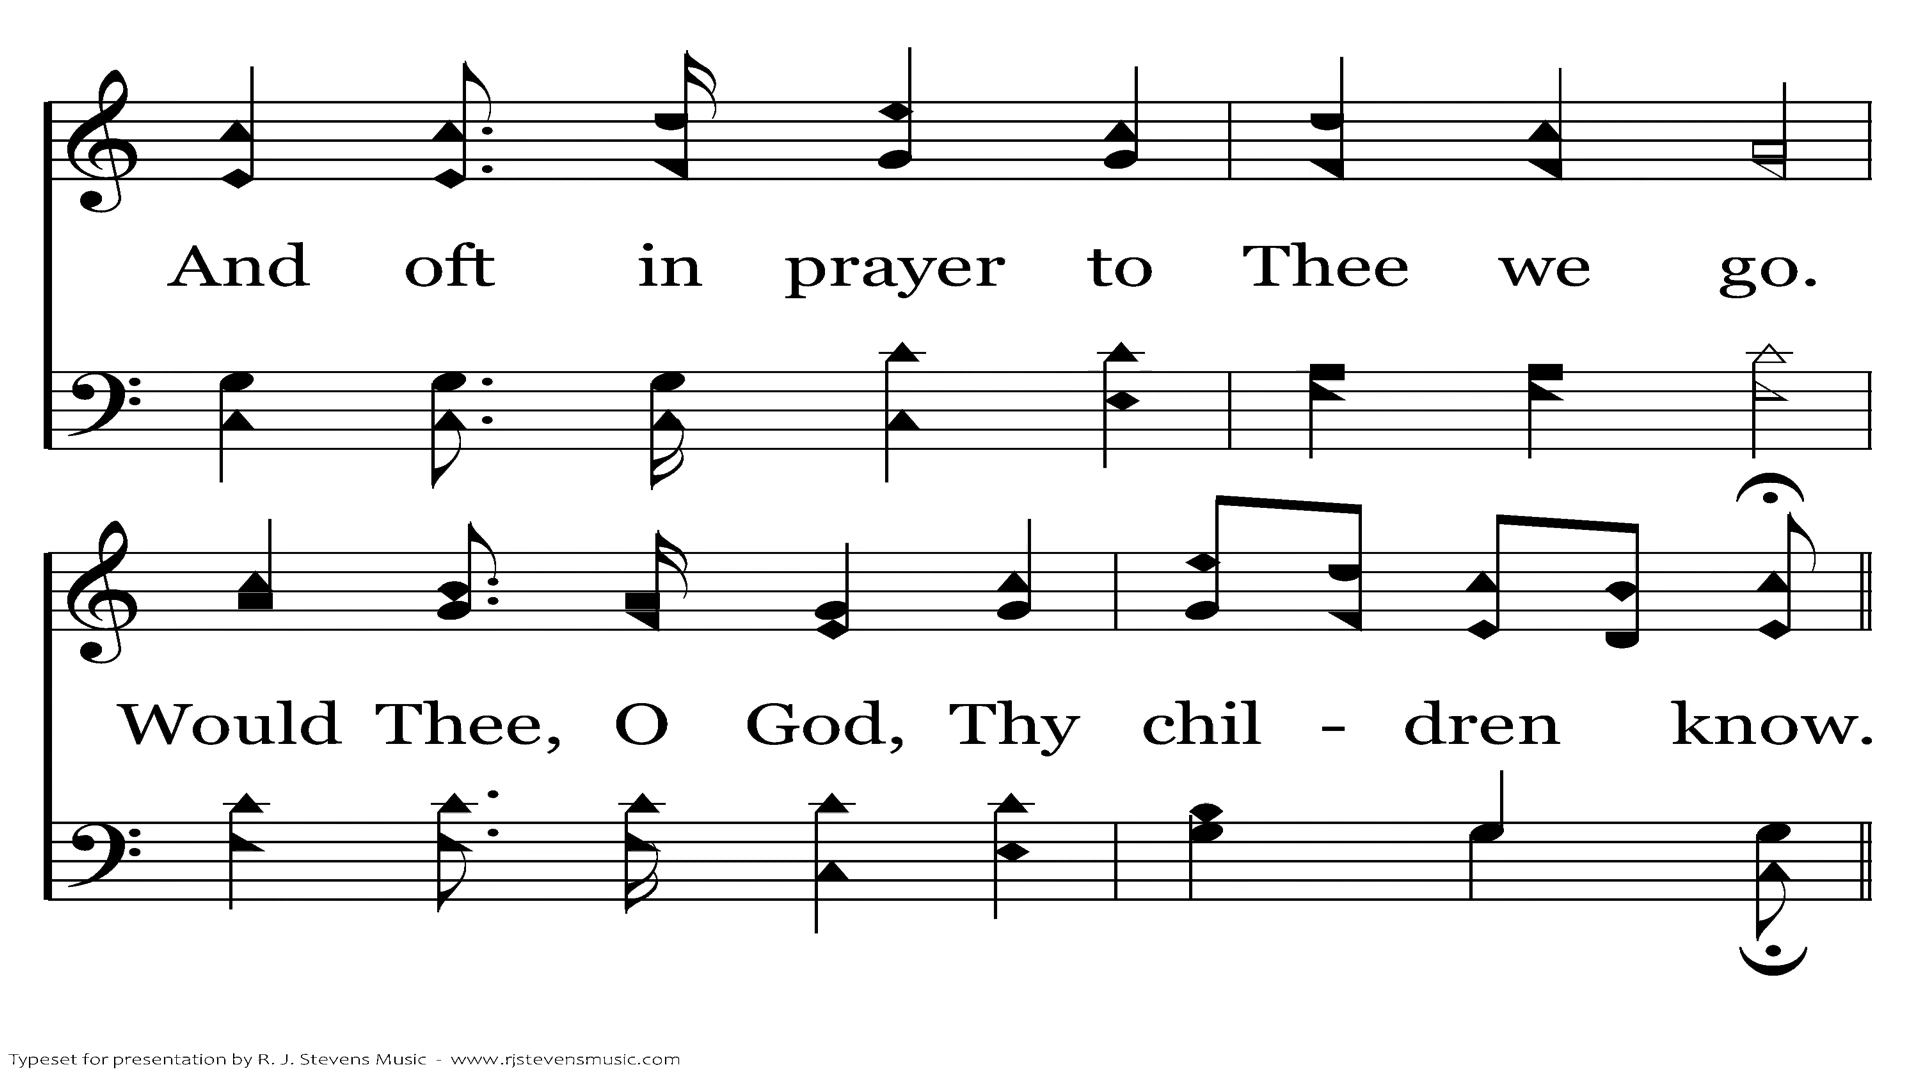 And oft in prayer to Thee we go.
Would Thee, O God, Thy chil - dren know.
Typeset for presentation by R. J. Stevens Music - www.rjstevensmusic.com